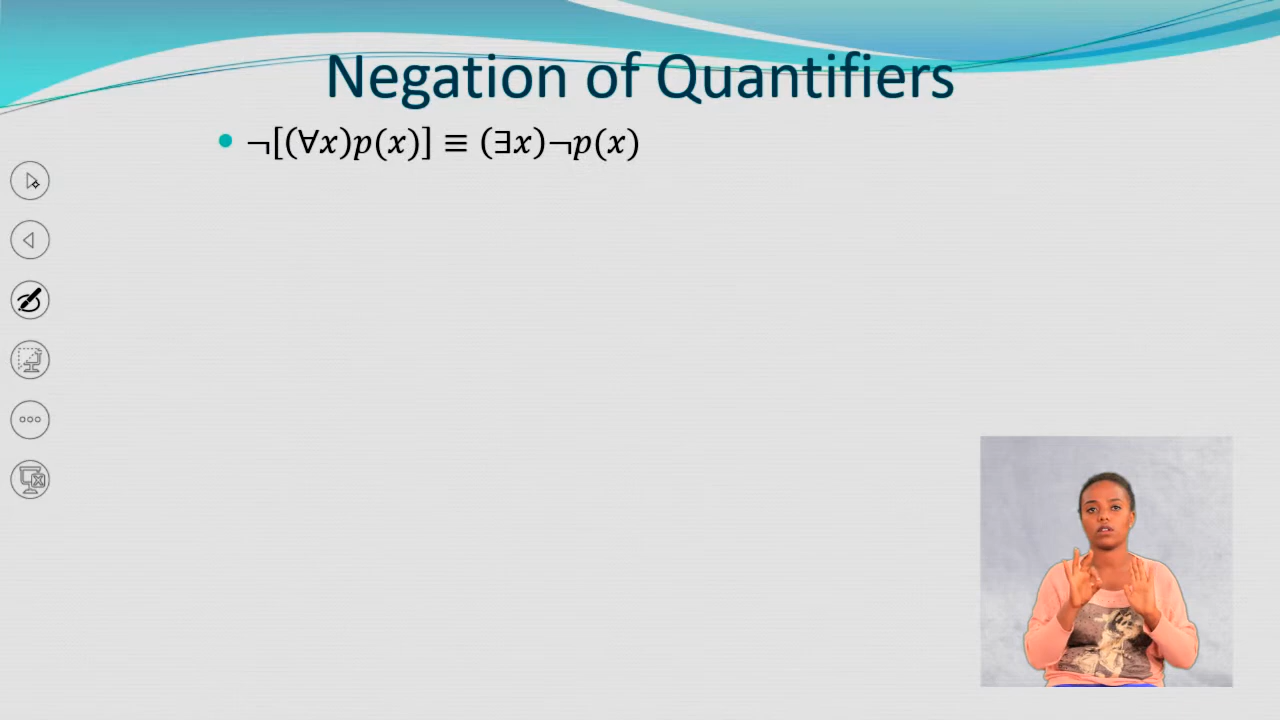 Negation of Quantifiers
• ¬[(∀x)p(x)] ≡ (∃x)¬p(x)